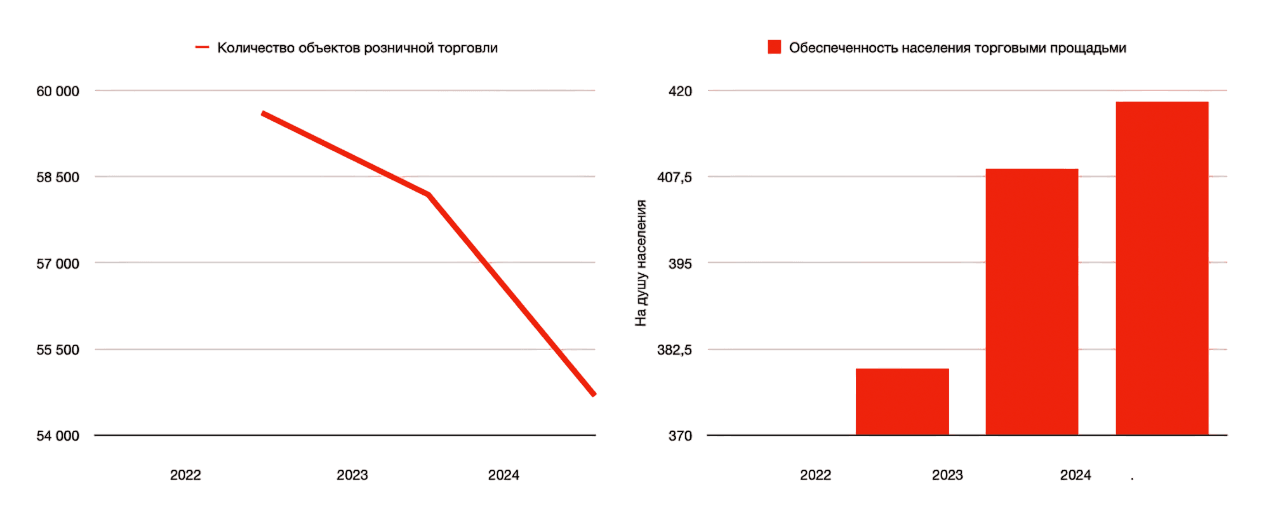 Количество объектов розничной торговли
60 000
58 500
57 000
55 500
54 000
2022 2023 2024
Обеспеченность населения торговыми прощадьми
На душу населения
420
407,5
395
382,5
370
2022 2023 2024 .